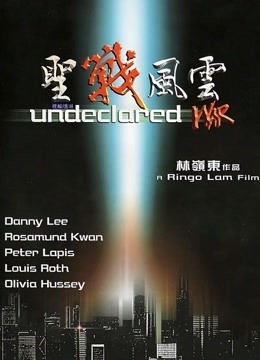 聖戰風雲
undeclared WAR
林嶺東作品
A Ringo Lam Film
Danny Lee
Rosamund Kwan
Peter Lapis
Louis Roth
Olivia Hussey